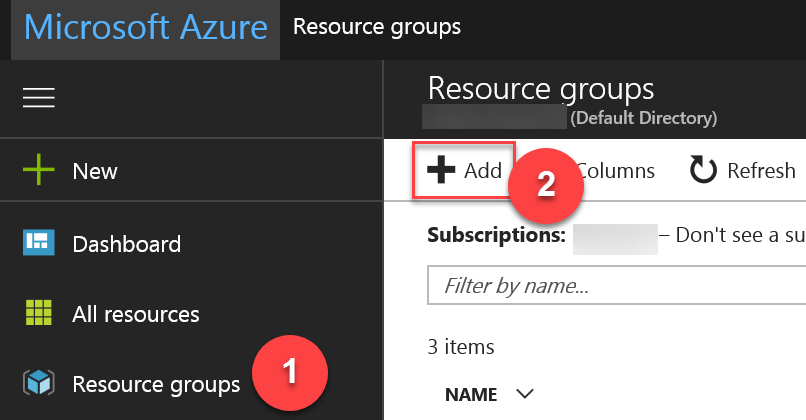 Microsoft Azure Resource groups
Resource groups
(Default Directory)
New
Add
2
Columns
Refresh
Dashboard
Subscriptions: – Don't see a su
Filter by name...
All resources
3 items
Resource groups
1
NAME